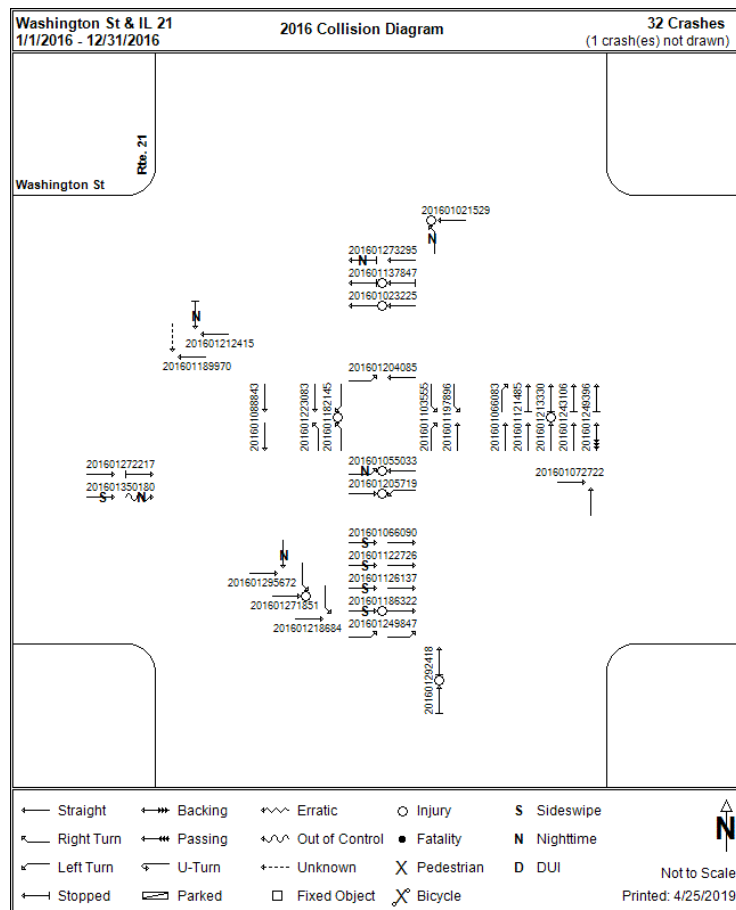 Washington St & IL 21
1/1/2016 - 12/31/2016
2016 Collision Diagram
32 Crashes
(1 crash(es) not drawn)
Rte. 21
Washington St
201601021529
N
201601273295
N
201601137847
201601023225
N
201601212415
201601189970
201601204085
201601088843
201601223083
201601182145
201601103555
201601197896
201601066083
201601121485
201601213330
201601243106
201601249396
201601272217
201601350180
S N
201601055033
N
201601205719
201601072722
201601066090
S
201601122726
S
201601126137
S
201601186322
S
201601249847
N
201601295672
201601271851
201601218684
201601292418
Straight
Backing
Erratic
Injury
S Sideswipe
Right Turn
Passing
Out of Control
Fatality
N Nighttime
Left Turn
U-Turn
Unknown
Pedestrian
D DUI
Stopped
Parked
Fixed Object
Bicycle
N
Not to Scale
Printed: 4/25/2019